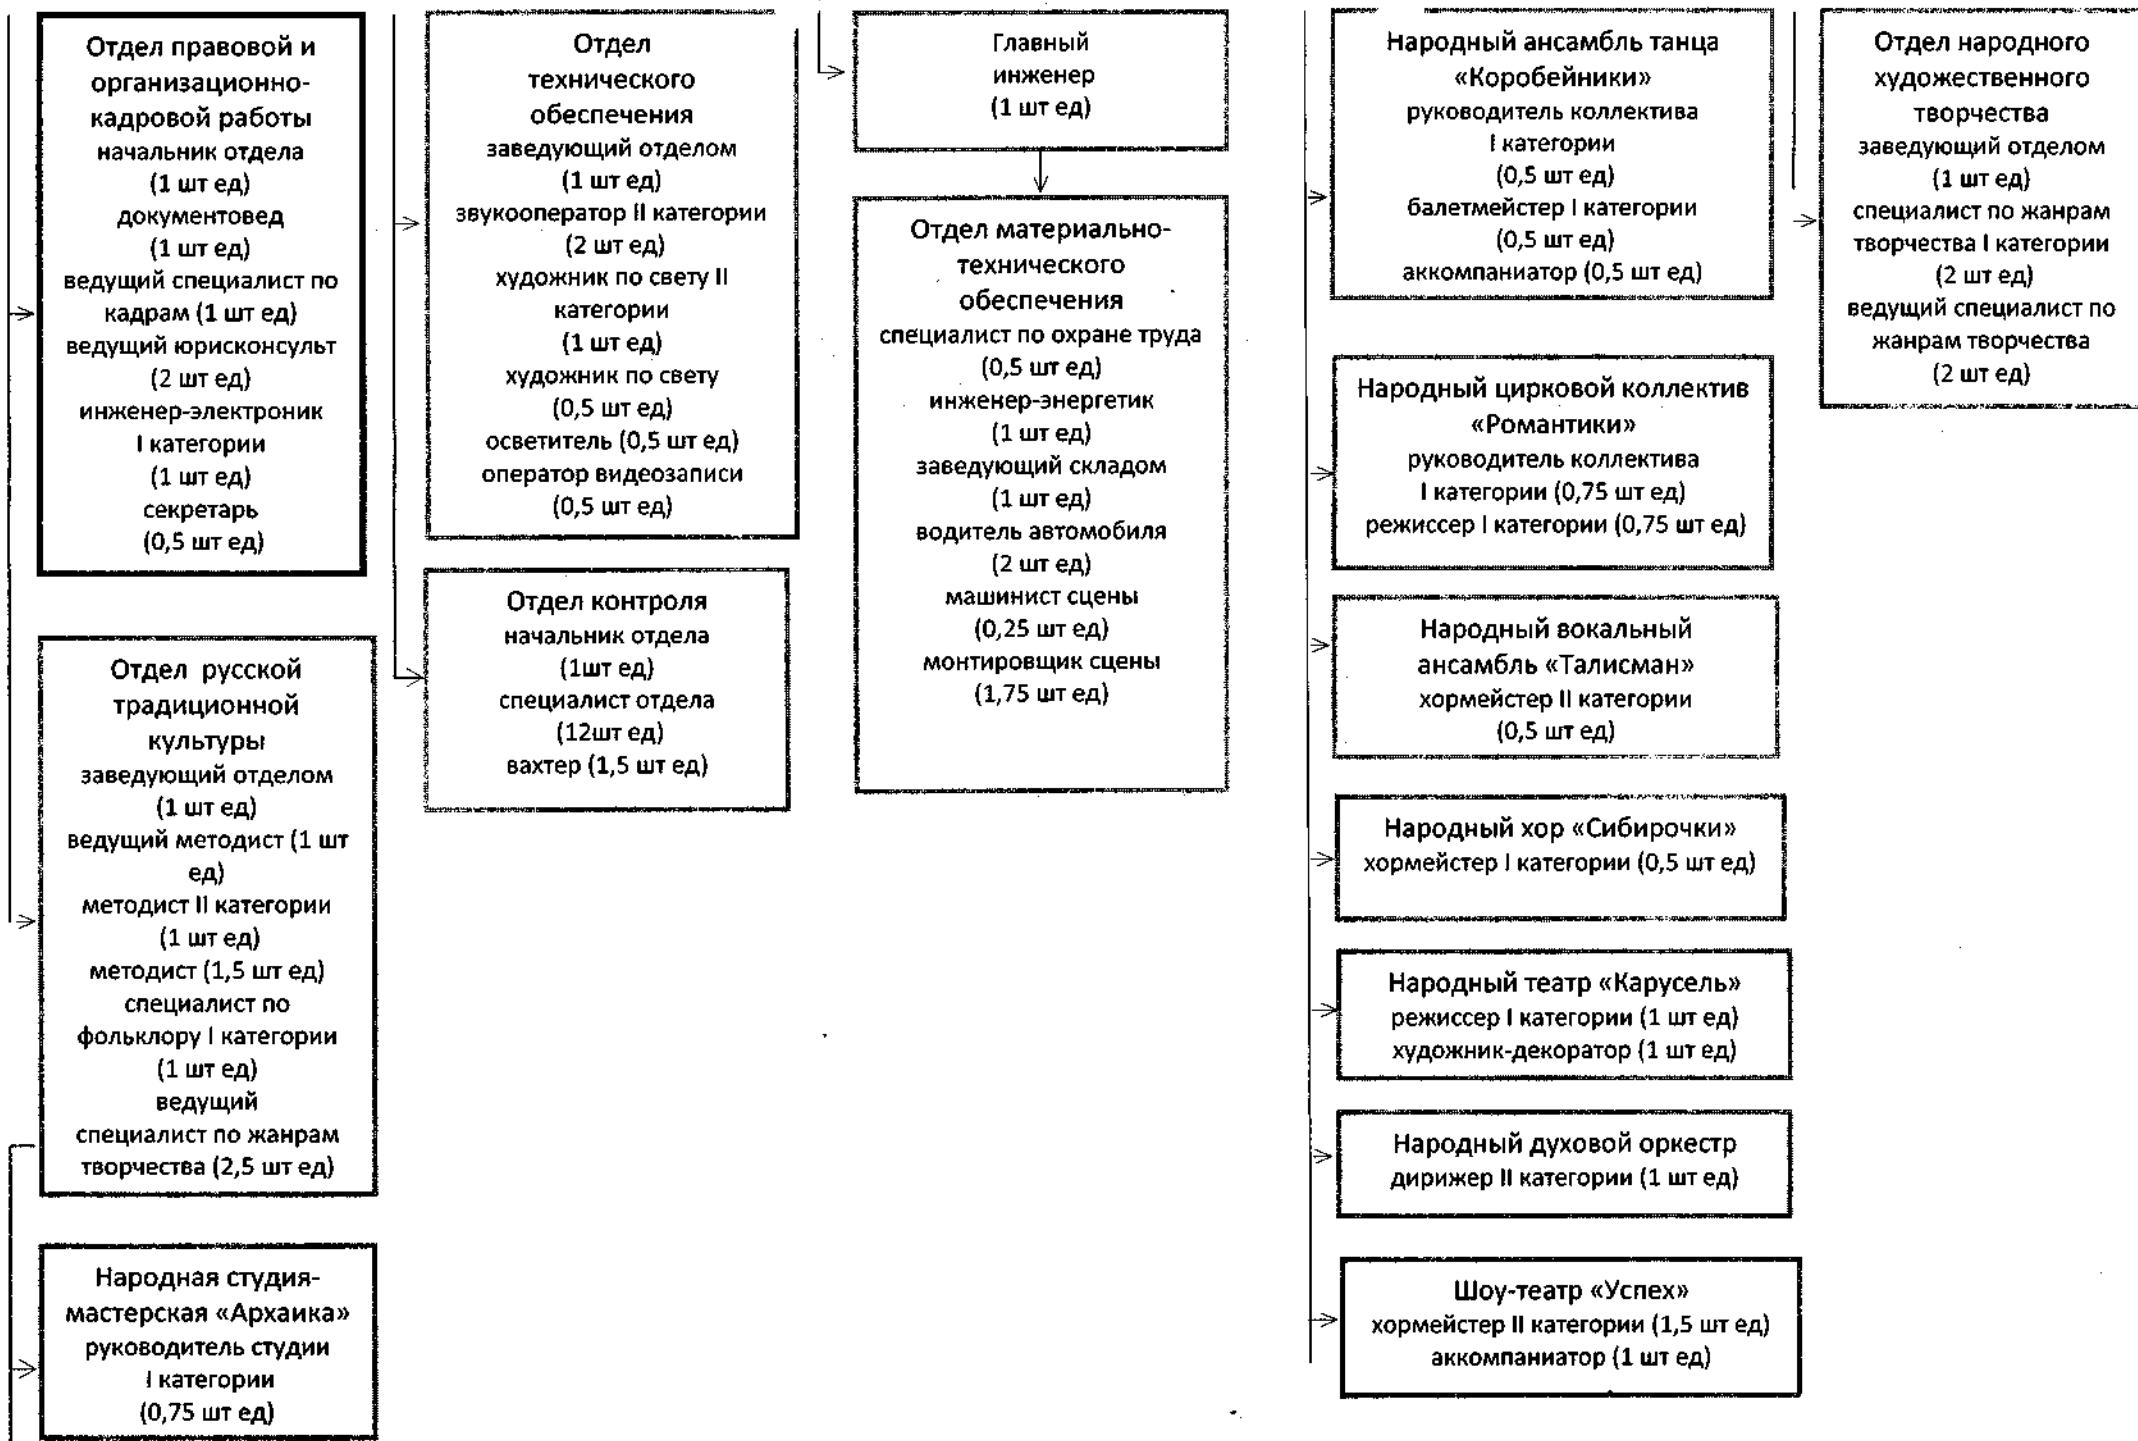 Отдел правовой и
организационно-
кадровой работы
начальник отдела
(1 шт ед)
документовед
(1 шт ед)
ведущий специалист по
кадрам (1 шт ед)
ведущий юрисконсульт
(2 шт ед)
инженер-электроник
I категории
(1 шт ед)
секретарь
(0,5 шт ед)
Отдел русской
традиционной
культуры
заведующий отделом
(1 шт ед)
ведущий методист (1 шт
ед)
методист II категории
(1 шт ед)
методист (1,5 шт ед)
специалист по
фольклору I категории
(1 шт ед)
ведущий
специалист по жанрам
творчества (2,5 шт ед)
Народная студия-
мастерская «Архаика»
руководитель студии
I категории
(0,75 шт ед)
Отдел
технического
обеспечения
заведующий отделом
(1 шт ед)
звукооператор II категории
(2 шт ед)
художник по свету II
категории
(1 шт ед)
художник по свету
(0,5 шт ед)
осветитель (0,5 шт ед)
оператор видеозаписи
(0,5 шт ед)
Отдел контроля
начальник отдела
(1шт ед)
специалист отдела
(12шт ед)
вахтер (1,5 шт ед)
Главный
инженер
(1 шт ед)
Отдел материально-
технического
обеспечения
специалист по охране труда
(0,5 шт ед)
инженер-энергетик
(1 шт ед)
заведующий складом
(1 шт ед)
водитель автомобиля
(2 шт ед)
машинист сцены
(0,25 шт ед)
монтировщик сцены
(1,75 шт ед)
Народный ансамбль танца
«Коробейники»
руководитель коллектива
I категории
(0,5 шт ед)
балетмейстер I категории
(0,5 шт ед)
аккомпаниатор (0,5 шт ед)
Народный цирковой коллектив
«Романтики»
руководитель коллектива
I категории (0,75 шт ед)
режиссер I категории (0,75 шт ед)
Народный вокальный
ансамбль «Талисман»
хормейстер II категории
(0,5 шт ед)
Народный хор «Сибирочки»
хормейстер I категории (0,5 шт ед)
Народный театр «Карусель»
режиссер I категории (1 шт ед)
художник-декоратор (1 шт ед)
Народный духовой оркестр
дирижер II категории (1 шт ед)
Шоу-театр «Успех»
хормейстер II категории (1,5 шт ед)
аккомпаниатор (1 шт ед)
Отдел народного
художественного
творчества
заведующий отделом
(1 шт ед)
специалист по жанрам
творчества I категории
(2 шт ед)
ведущий специалист по
жанрам творчества
(2 шт ед)